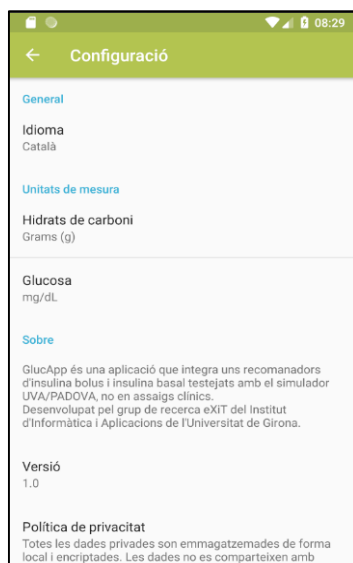 08:29
Configuració
General
Idioma
Català
Unitats de mesura
Hidrats de carboni
Grams (g)
Glucosa
mg/dL
Sobre
GlucApp és una aplicació que integra uns recomanadors
d'insulina bolus i insulina basal testejats amb el simulador
UVA/PADOVA, no en assaigs clínics.
Desenvolupat pel grup de recerca eXiT del Institut
d'Informàtica i Aplicacions de l'Universitat de Girona.
Versió
1.0
Política de privacitat
Totes les dades privades son emmagatzemades de forma
local i encriptades. Les dades no es comparteixen amb